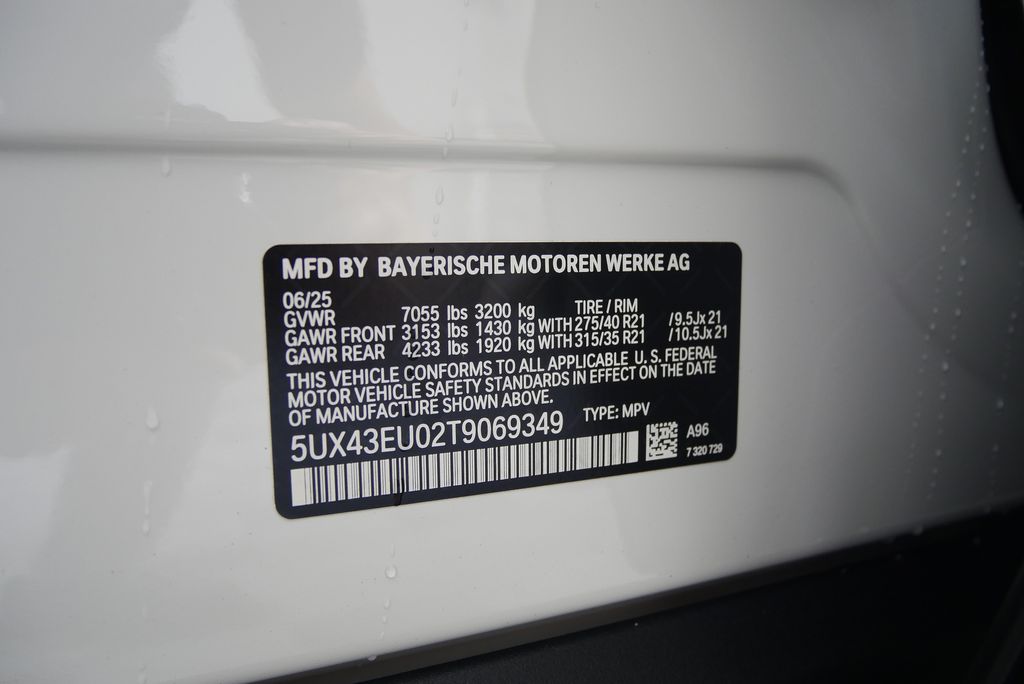 MFD BY BAYERISCHE MOTOREN WERKE AG
06/25
GVWR 7055 lbs 3200 kg TIRE / RIM
GAWR FRONT 3153 lbs 1430 kg WITH 275/40 R21 /9.5Jx21
GAWR REAR 4233 lbs 1920 kg WITH 315/35 R21 /10.5Jx21
THIS VEHICLE CONFORMS TO ALL APPLICABLE U.S. FEDERAL
MOTOR VEHICLE SAFETY STANDARDS IN EFFECT ON THE DATE
OF MANUFACTURE SHOWN ABOVE.
5UX43EU02T9069349 TYPE: MPV
A96
7 320 729